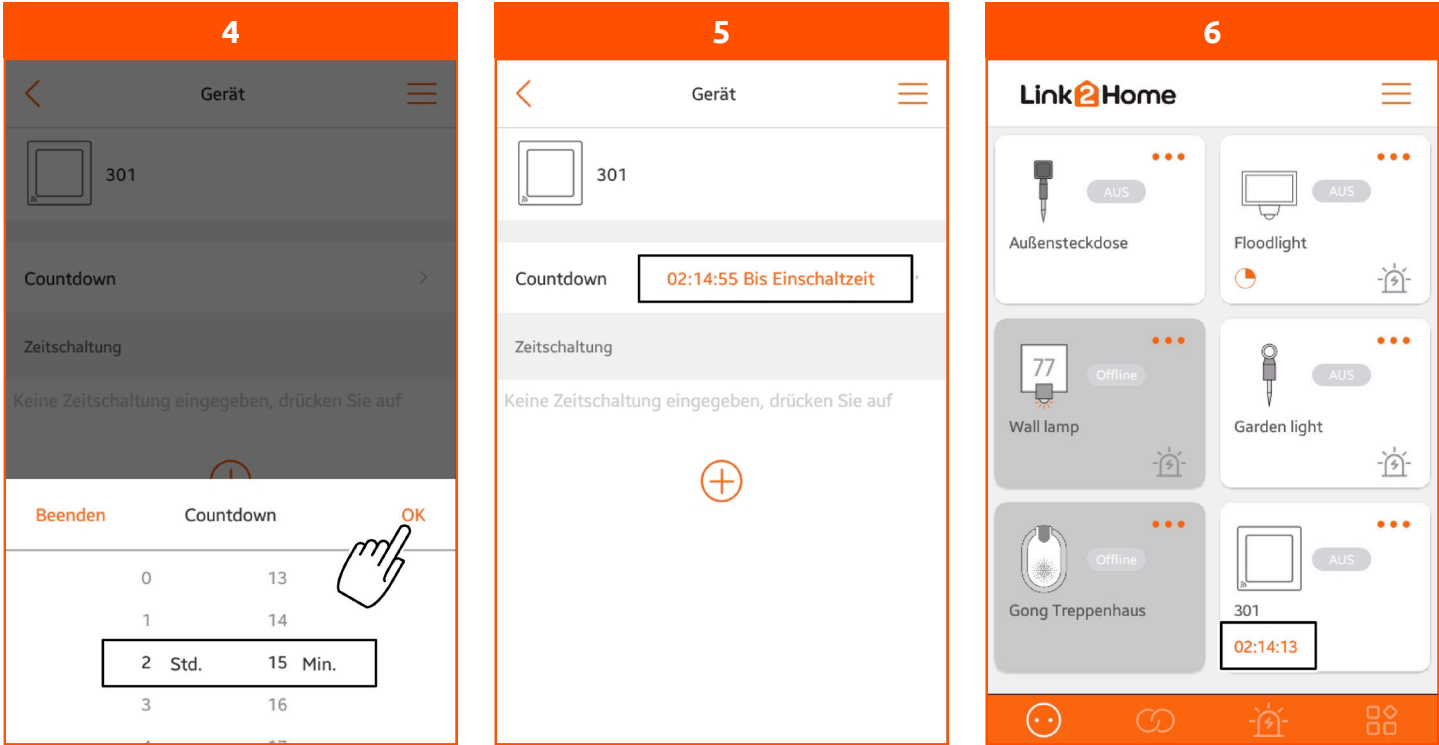 4
Gerät
301
Countdown
Zeitschaltung
Keine Zeitschaltung eingegeben, drücken Sie auf
Beenden Countdown OK
0 13
1 14
2 Std. 15 Min.
3 16
5
Gerät
301
Countdown 02:14:55 Bis Einschaltzeit
Zeitschaltung
Keine Zeitschaltung eingegeben, drücken Sie auf
6
Link2Home
AUS
Außensteckdose
AUS
Floodlight
77
Offline
Wall lamp
AUS
Garden light
Offline
Gong Treppenhaus
AUS
301
02:14:13